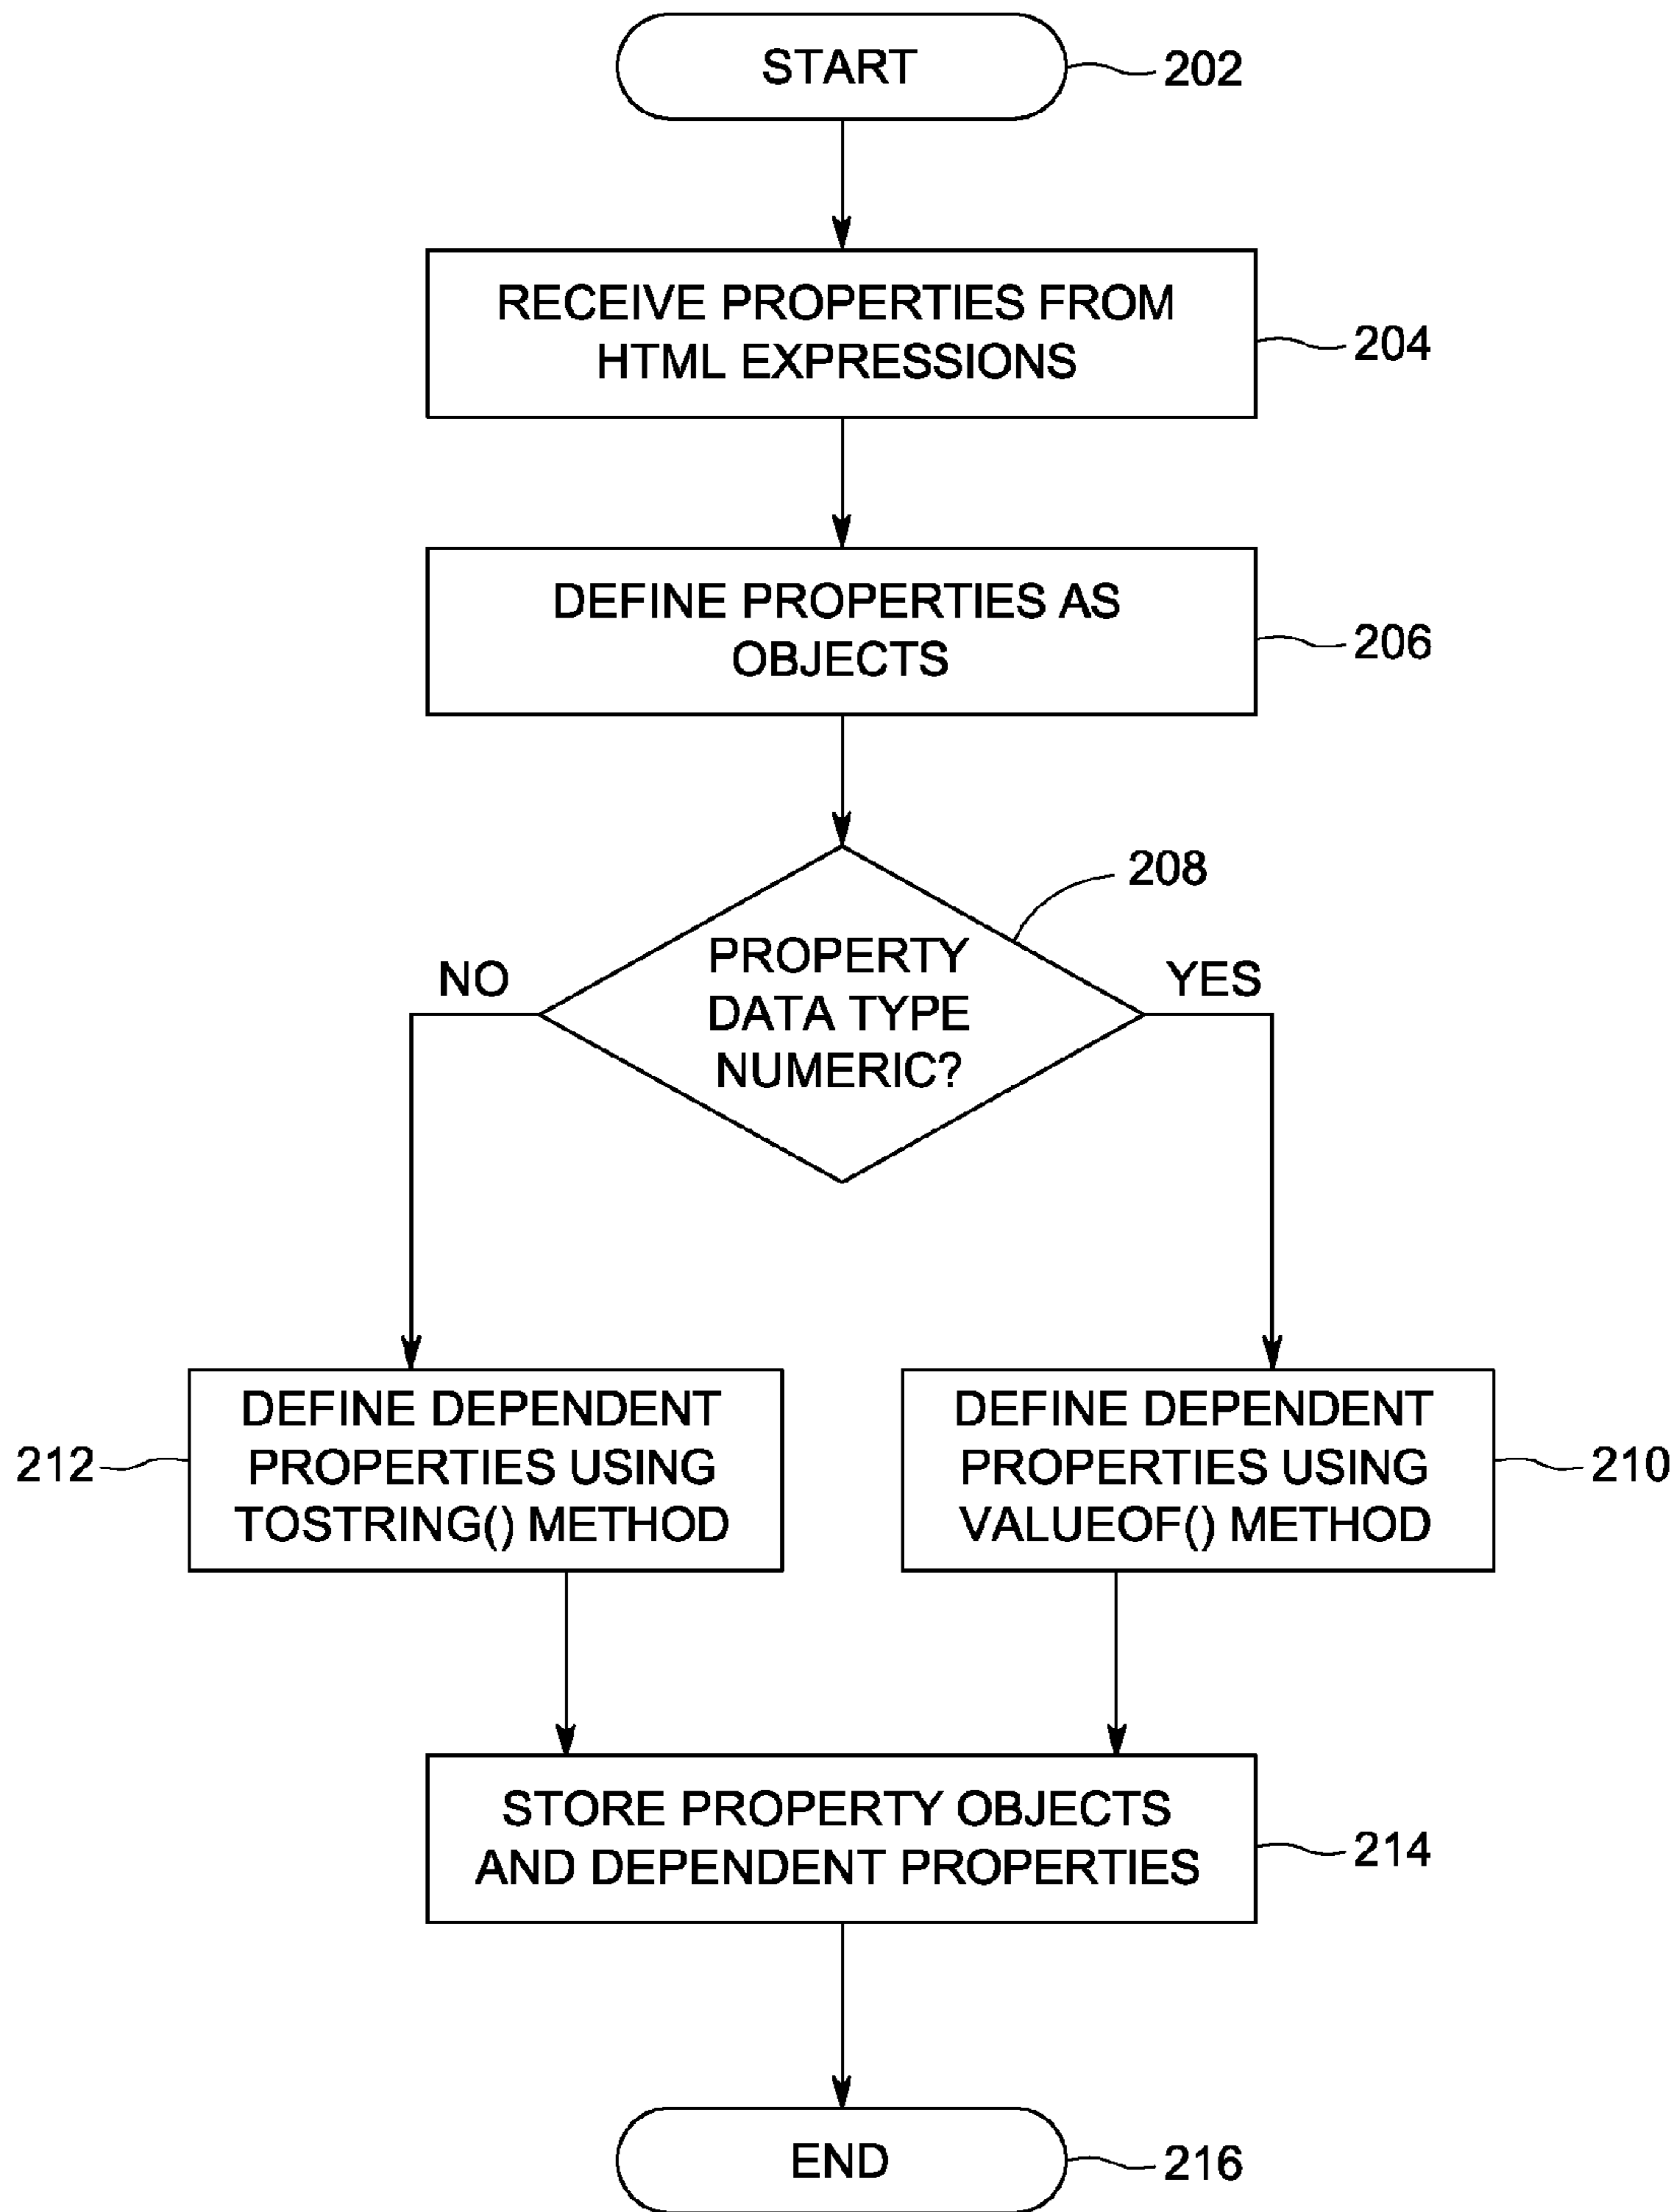 START
202
RECEIVE PROPERTIES FROM
HTML EXPRESSIONS
204
DEFINE PROPERTIES AS
OBJECTS
206
208
PROPERTY
DATA TYPE
NUMERIC?
NO
YES
DEFINE DEPENDENT
PROPERTIES USING
TOSTRING() METHOD
212
DEFINE DEPENDENT
PROPERTIES USING
VALUEOF() METHOD
210
STORE PROPERTY OBJECTS
AND DEPENDENT PROPERTIES
214
END
216